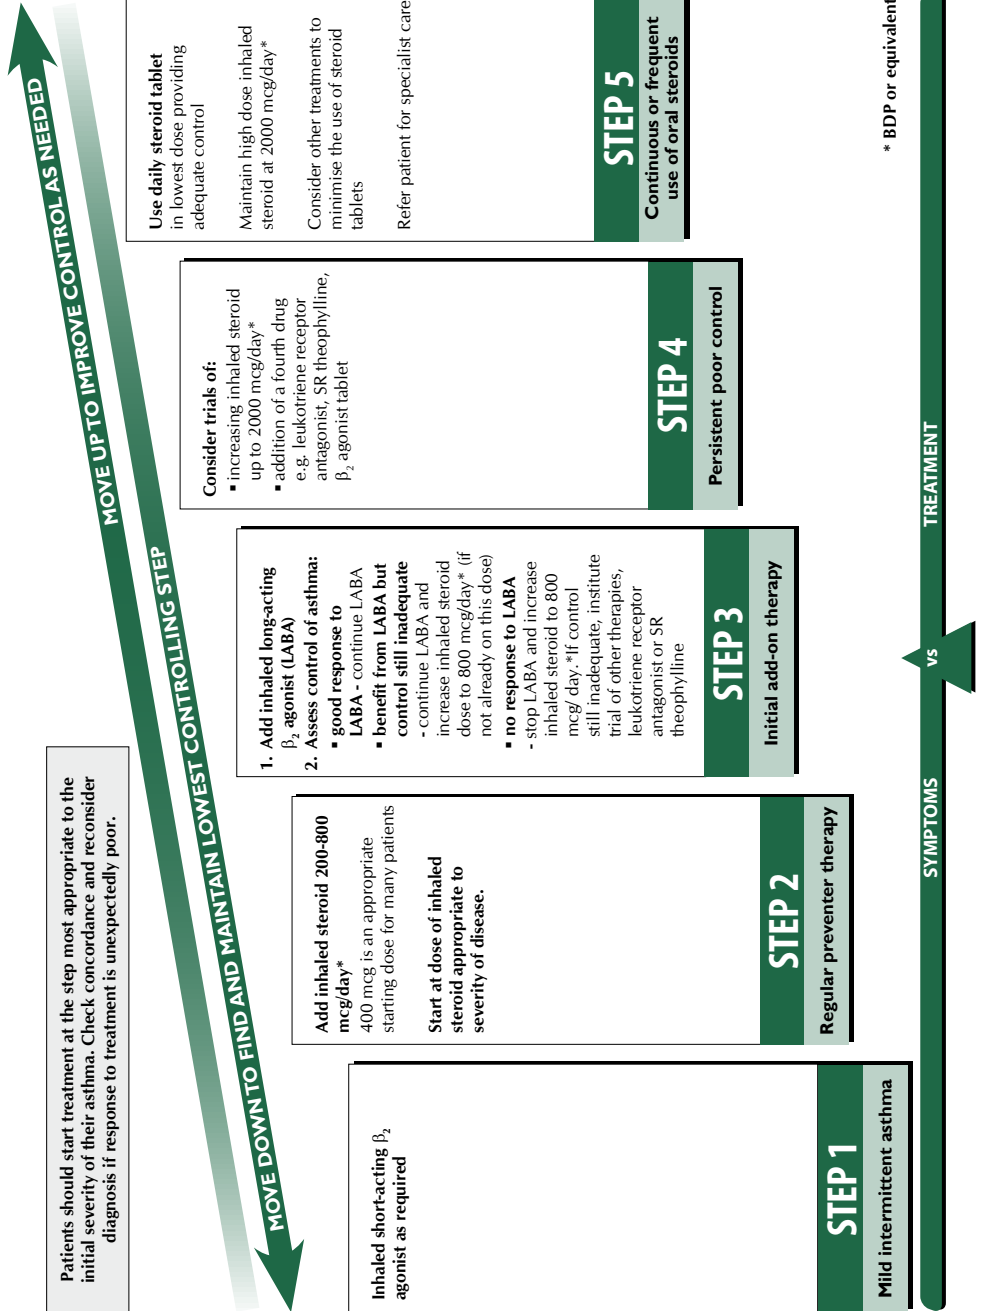 Patients should start treatment at the step most appropriate to the
initial severity of their asthma. Check concordance and reconsider
diagnosis if response to treatment is unexpectedly poor.
MOVE UP TO IMPROVE CONTROL AS NEEDED
MOVE DOWN TO FIND AND MAINTAIN LOWEST CONTROLLING STEP
Inhaled short-acting β₂
agonist as required
STEP 1
Mild intermittent asthma
Add inhaled steroid 200-800
mcg/day*
400 mcg is an appropriate
starting dose for many patients
Start at dose of inhaled
steroid appropriate to
severity of disease.
STEP 2
Regular preventer therapy
1. Add inhaled long-acting
β₂ agonist (LABA)
2. Assess control of asthma:
▪ good response to
LABA - continue LABA
▪ benefit from LABA but
control still inadequate
- continue LABA and
increase inhaled steroid
dose to 800 mcg/day* (if
not already on this dose)
▪ no response to LABA
- stop LABA and increase
inhaled steroid to 800
mcg/ day.*If control
still inadequate, institute
trial of other therapies,
leukotriene receptor
antagonist or SR
theophylline
STEP 3
Initial add-on therapy
Consider trials of:
▪ increasing inhaled steroid
up to 2000 mcg/day*
▪ addition of a fourth drug
e.g. leukotriene receptor
antagonist, SR theophylline,
β₂ agonist tablet
STEP 4
Persistent poor control
Use daily steroid tablet
in lowest dose providing
adequate control
Maintain high dose inhaled
steroid at 2000 mcg/day*
Consider other treatments to
minimise the use of steroid
tablets
Refer patient for specialist care
STEP 5
Continuous or frequent
use of oral steroids
* BDP or equivalent
SYMPTOMS vs TREATMENT